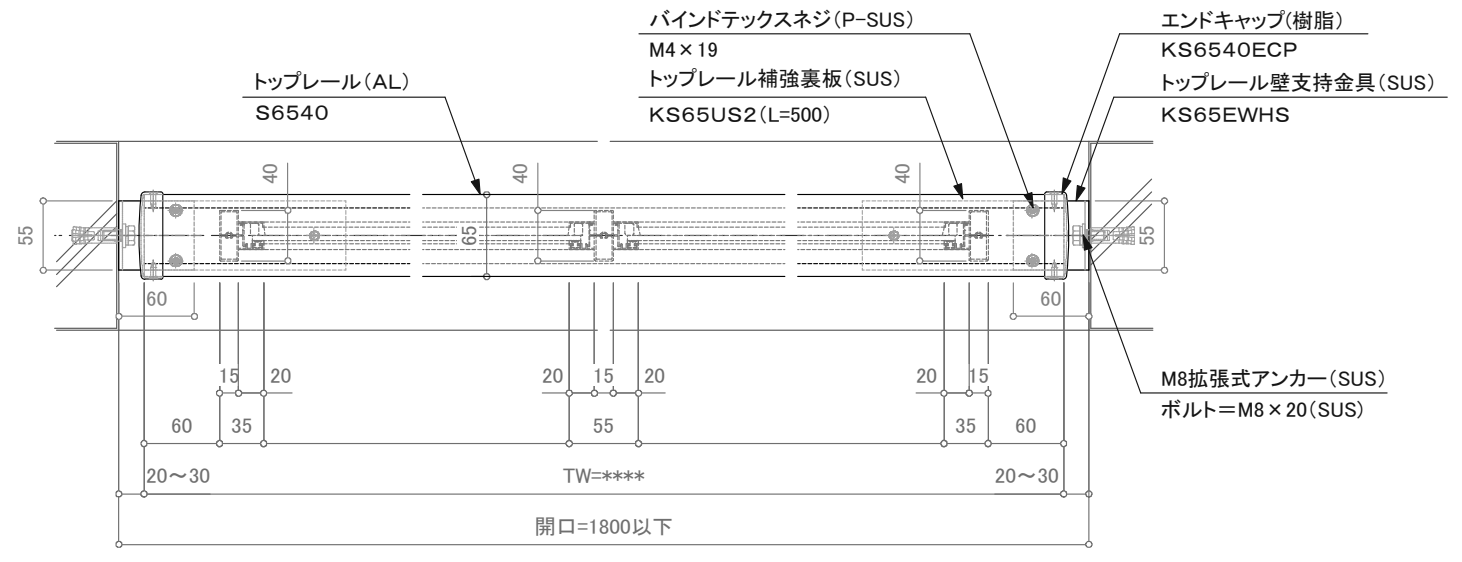 バインドテックスネジ(P-SUS)
M4×19
トップレール補強裏板(SUS)
KS65US2(L=500)
エンドキャップ(樹脂)
KS6540ECP
トップレール壁支持金具(SUS)
KS65EWHS
トップレール(AL)
S6540
40
40
40
55
65
55
60
60
15
20
20
15
20
20
15
M8拡張式アンカー(SUS)
ボルト=M8×20(SUS)
60
35
55
35
60
20～30
TW=****
20～30
開口=1800以下